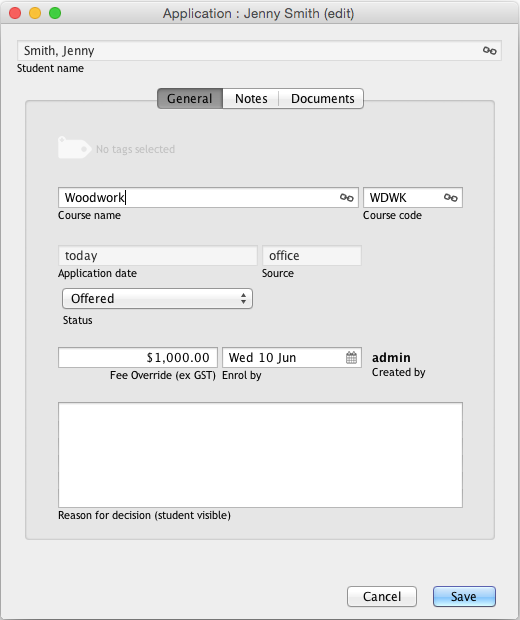 Application : Jenny Smith (edit)
Smith, Jenny
Student name
General Notes Documents
No tags selected
Woodwork WDWK
Course name Course code
today office
Application date Source
Offered
Status
$1,000.00 Wed 10 Jun admin
Fee Override (ex GST) Enrol by Created by
Reason for decision (student visible)
Cancel Save